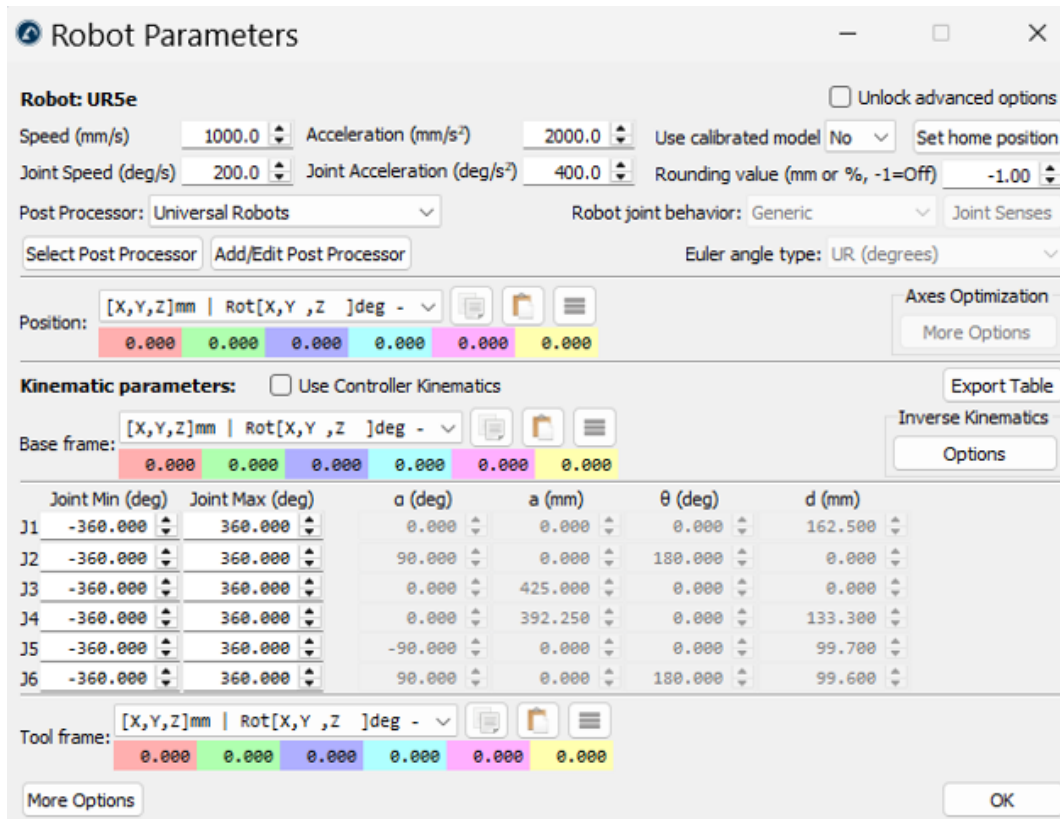 Robot Parameters
Robot: UR5e
Unlock advanced options
Speed (mm/s) 1000.0 Acceleration (mm/s²) 2000.0 Use calibrated model No Set home position
Joint Speed (deg/s) 200.0 Joint Acceleration (deg/s²) 400.0 Rounding value (mm or %, -1=Off) -1.00
Post Processor: Universal Robots Robot joint behavior: Generic Joint Senses
Select Post Processor Add/Edit Post Processor Euler angle type: UR (degrees)
Position: [X,Y,Z]mm | Rot[X,Y ,Z ]deg - Axes Optimization
0.000 0.000 0.000 0.000 0.000 0.000 More Options
Kinematic parameters: Use Controller Kinematics Export Table
Base frame: [X,Y,Z]mm | Rot[X,Y ,Z ]deg - Inverse Kinematics
0.000 0.000 0.000 0.000 0.000 0.000 Options
Joint Min (deg) Joint Max (deg) α (deg) a (mm) θ (deg) d (mm)
J1 -360.000 360.000 0.000 0.000 0.000 162.500
J2 -360.000 360.000 90.000 0.000 180.000 0.000
J3 -360.000 360.000 0.000 425.000 0.000 0.000
J4 -360.000 360.000 0.000 392.250 0.000 133.300
J5 -360.000 360.000 -90.000 0.000 0.000 99.700
J6 -360.000 360.000 90.000 0.000 180.000 99.600
Tool frame: [X,Y,Z]mm | Rot[X,Y ,Z ]deg -
0.000 0.000 0.000 0.000 0.000 0.000
More Options OK